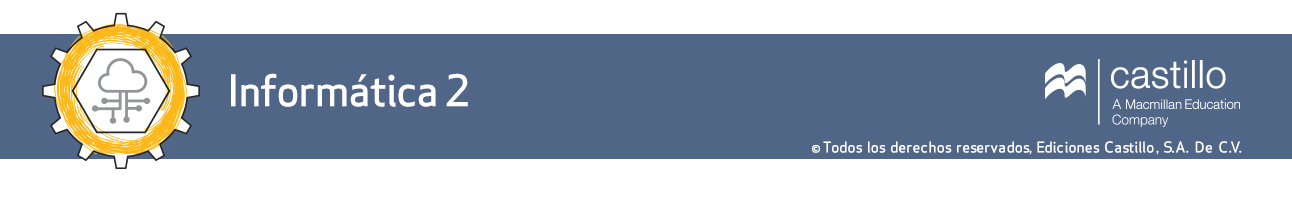 Informática 2
castillo
A Macmillan Education
Company
© Todos los derechos reservados, Ediciones Castillo, S.A. De C.V.